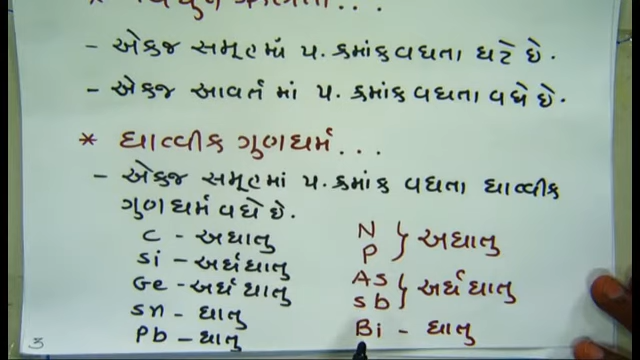 - એકજ સમૂહમાં પ. ક્રમાંક વધતા ઘટે છે.
- એકજ આવર્તમાં પ. ક્રમાંક વધતા વધે છે.
* ધાત્વીક ગુણધર્મ...
- એકજ સમૂહમાં પ. ક્રમાંક વધતા ધાત્વીક
ગુણધર્મ વધે છે.
C - અધાતુ
Si - અર્ધધાતુ
Ge - અર્ધધાતુ
Sn - ધાતુ
Pb - ધાતુ
N
P } અધાતુ
As
Sb } અર્ધધાતુ
Bi - ધાતુ
3